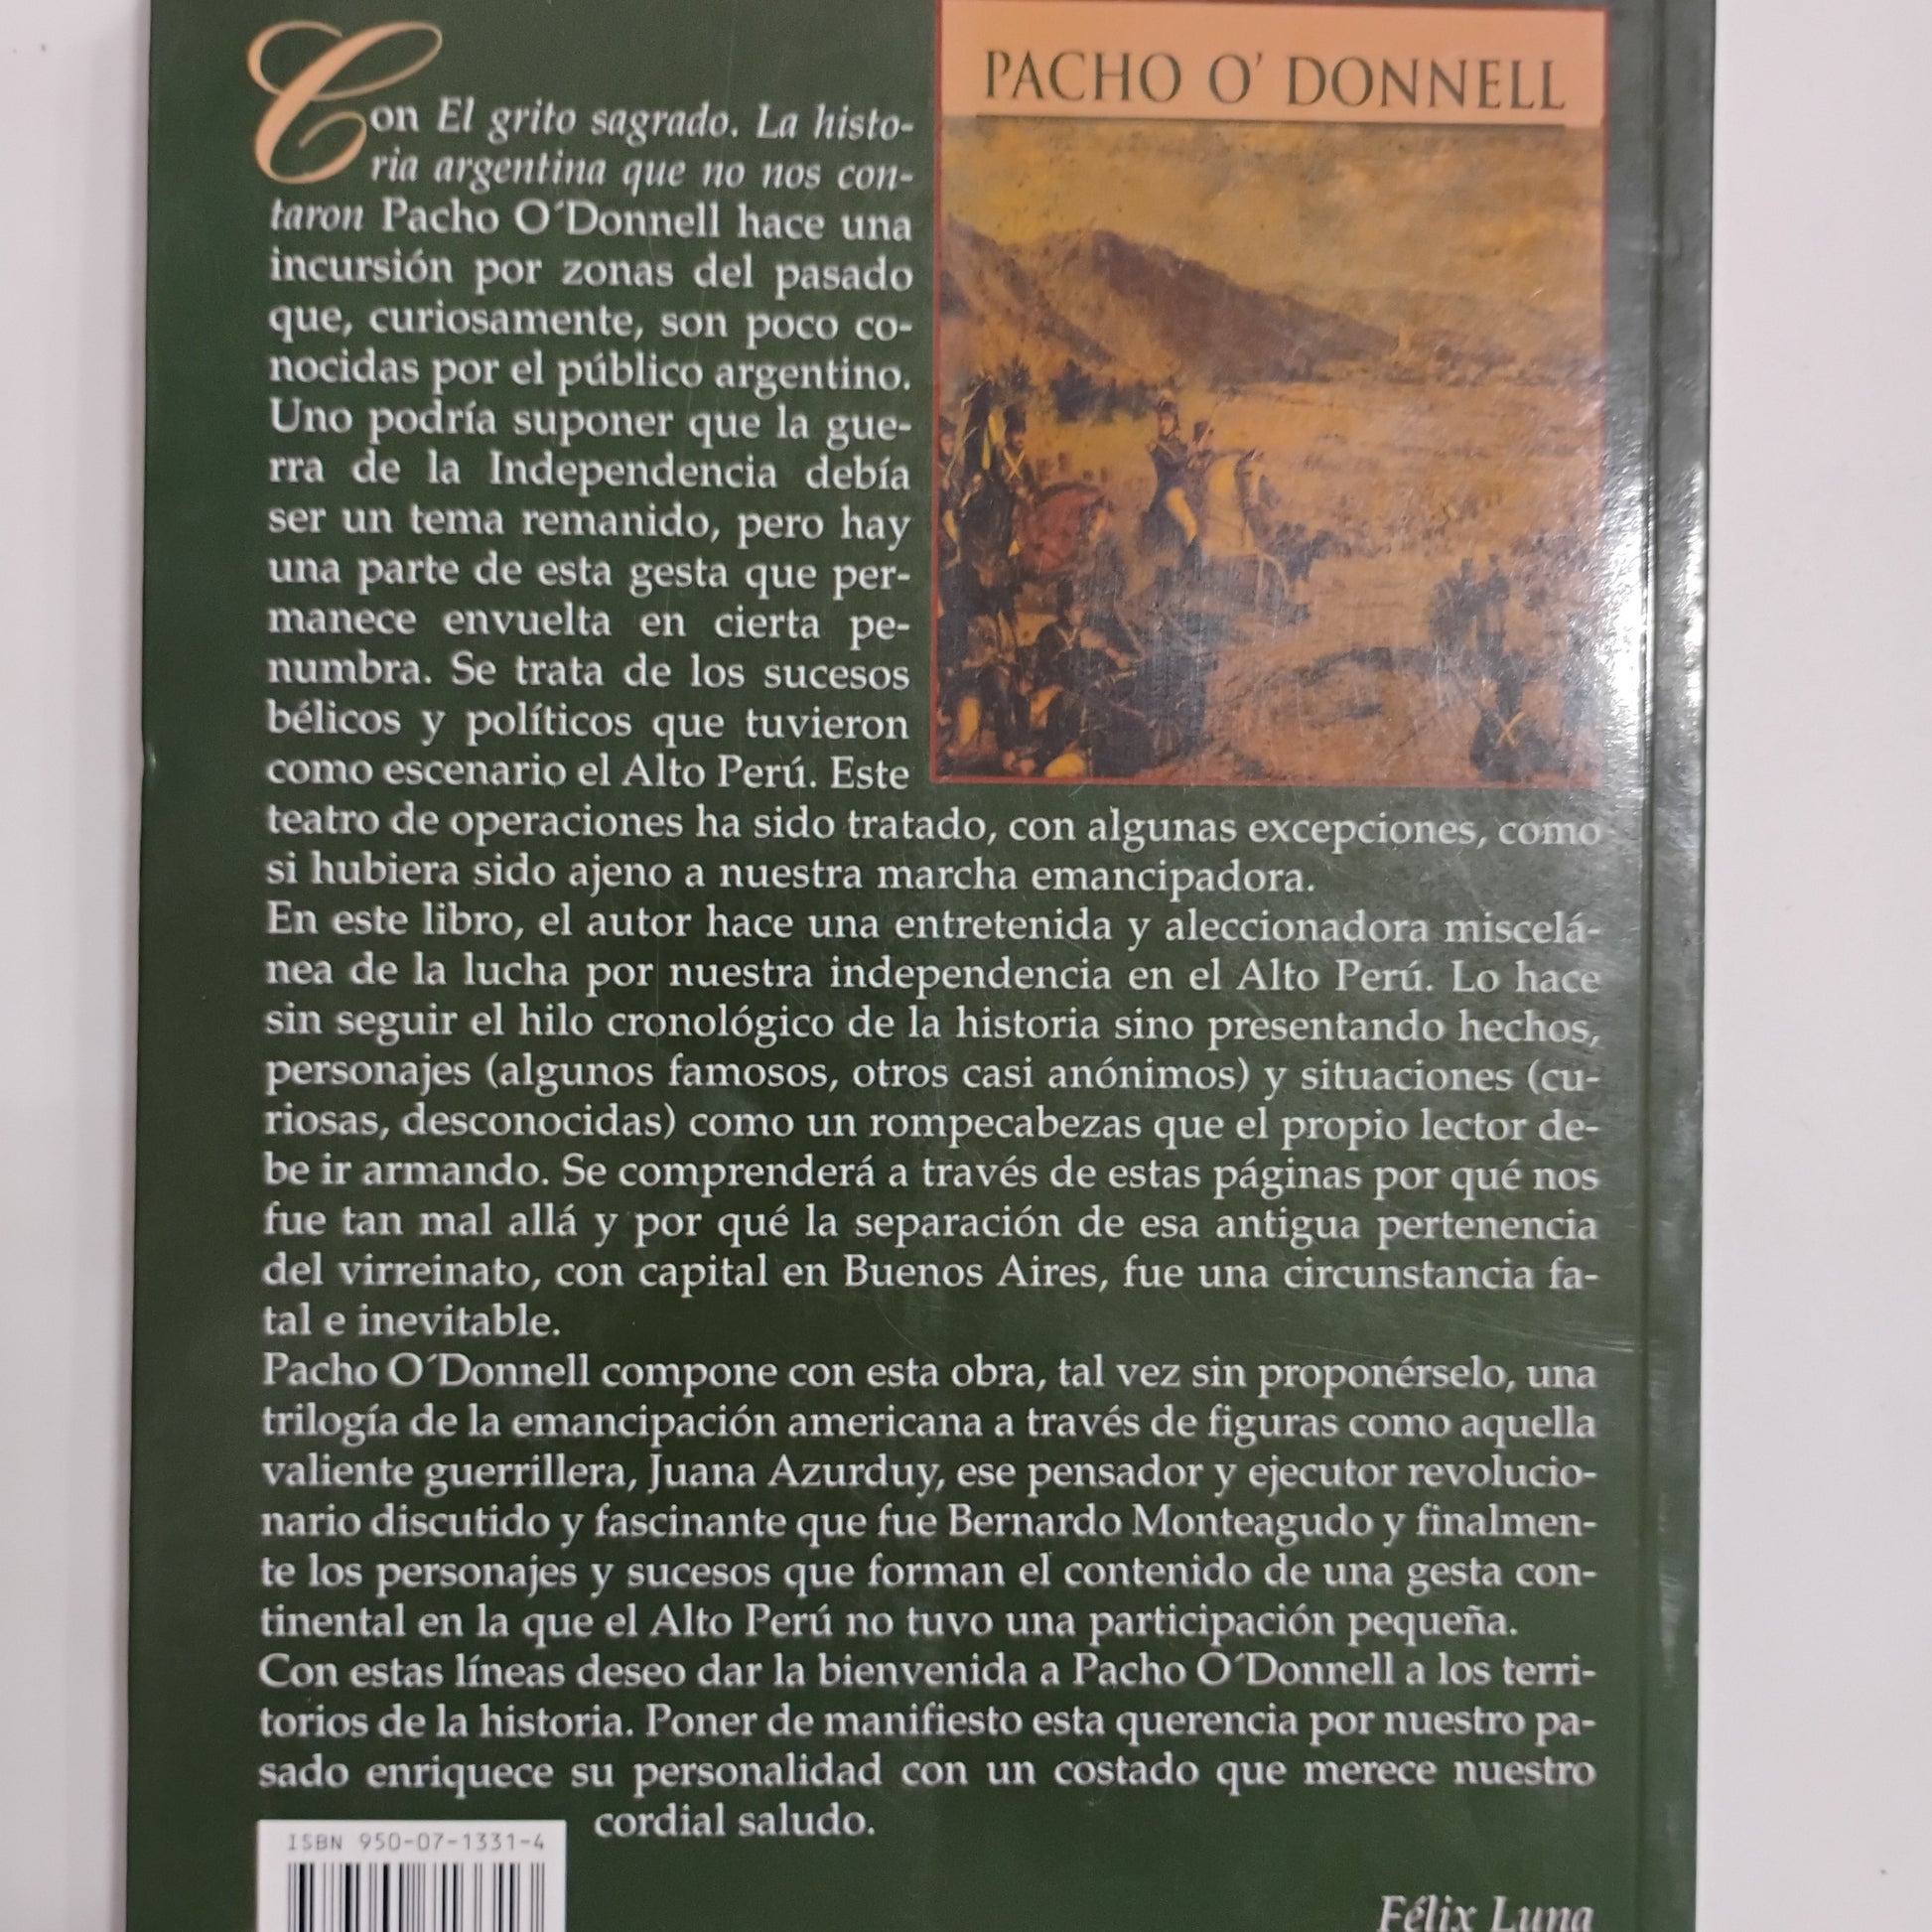 PACHO O' DONNELL
Con El grito sagrado. La histo-
ria argentina que no nos con-
taron Pacho O´Donnell hace una
incursión por zonas del pasado
que, curiosamente, son poco co-
nocidas por el público argentino.
Uno podría suponer que la gue-
rra de la Independencia debía
ser un tema remanido, pero hay
una parte de esta gesta que per-
manece envuelta en cierta pe-
numbra. Se trata de los sucesos
bélicos y políticos que tuvieron
como escenario el Alto Perú. Este
teatro de operaciones ha sido tratado, con algunas excepciones, como
si hubiera sido ajeno a nuestra marcha emancipadora.
En este libro, el autor hace una entretenida y aleccionadora miscelá-
nea de la lucha por nuestra independencia en el Alto Perú. Lo hace
sin seguir el hilo cronológico de la historia sino presentando hechos,
personajes (algunos famosos, otros casi anónimos) y situaciones (cu-
riosas, desconocidas) como un rompecabezas que el propio lector de-
be ir armando. Se comprenderá a través de estas páginas por qué nos
fue tan mal allá y por qué la separación de esa antigua pertenencia
del virreinato, con capital en Buenos Aires, fue una circunstancia fa-
tal e inevitable.
Pacho O´Donnell compone con esta obra, tal vez sin proponérselo, una
trilogía de la emancipación americana a través de figuras como aquella
valiente guerrillera, Juana Azurduy, ese pensador y ejecutor revolucio-
nario discutido y fascinante que fue Bernardo Monteagudo y finalmen-
te los personajes y sucesos que forman el contenido de una gesta con-
tinental en la que el Alto Perú no tuvo una participación pequeña.
Con estas líneas deseo dar la bienvenida a Pacho O´Donnell a los terri-
torios de la historia. Poner de manifiesto esta querencia por nuestro pa-
sado enriquece su personalidad con un costado que merece nuestro
cordial saludo.
ISBN 950-07-1331-4
Félix Luna